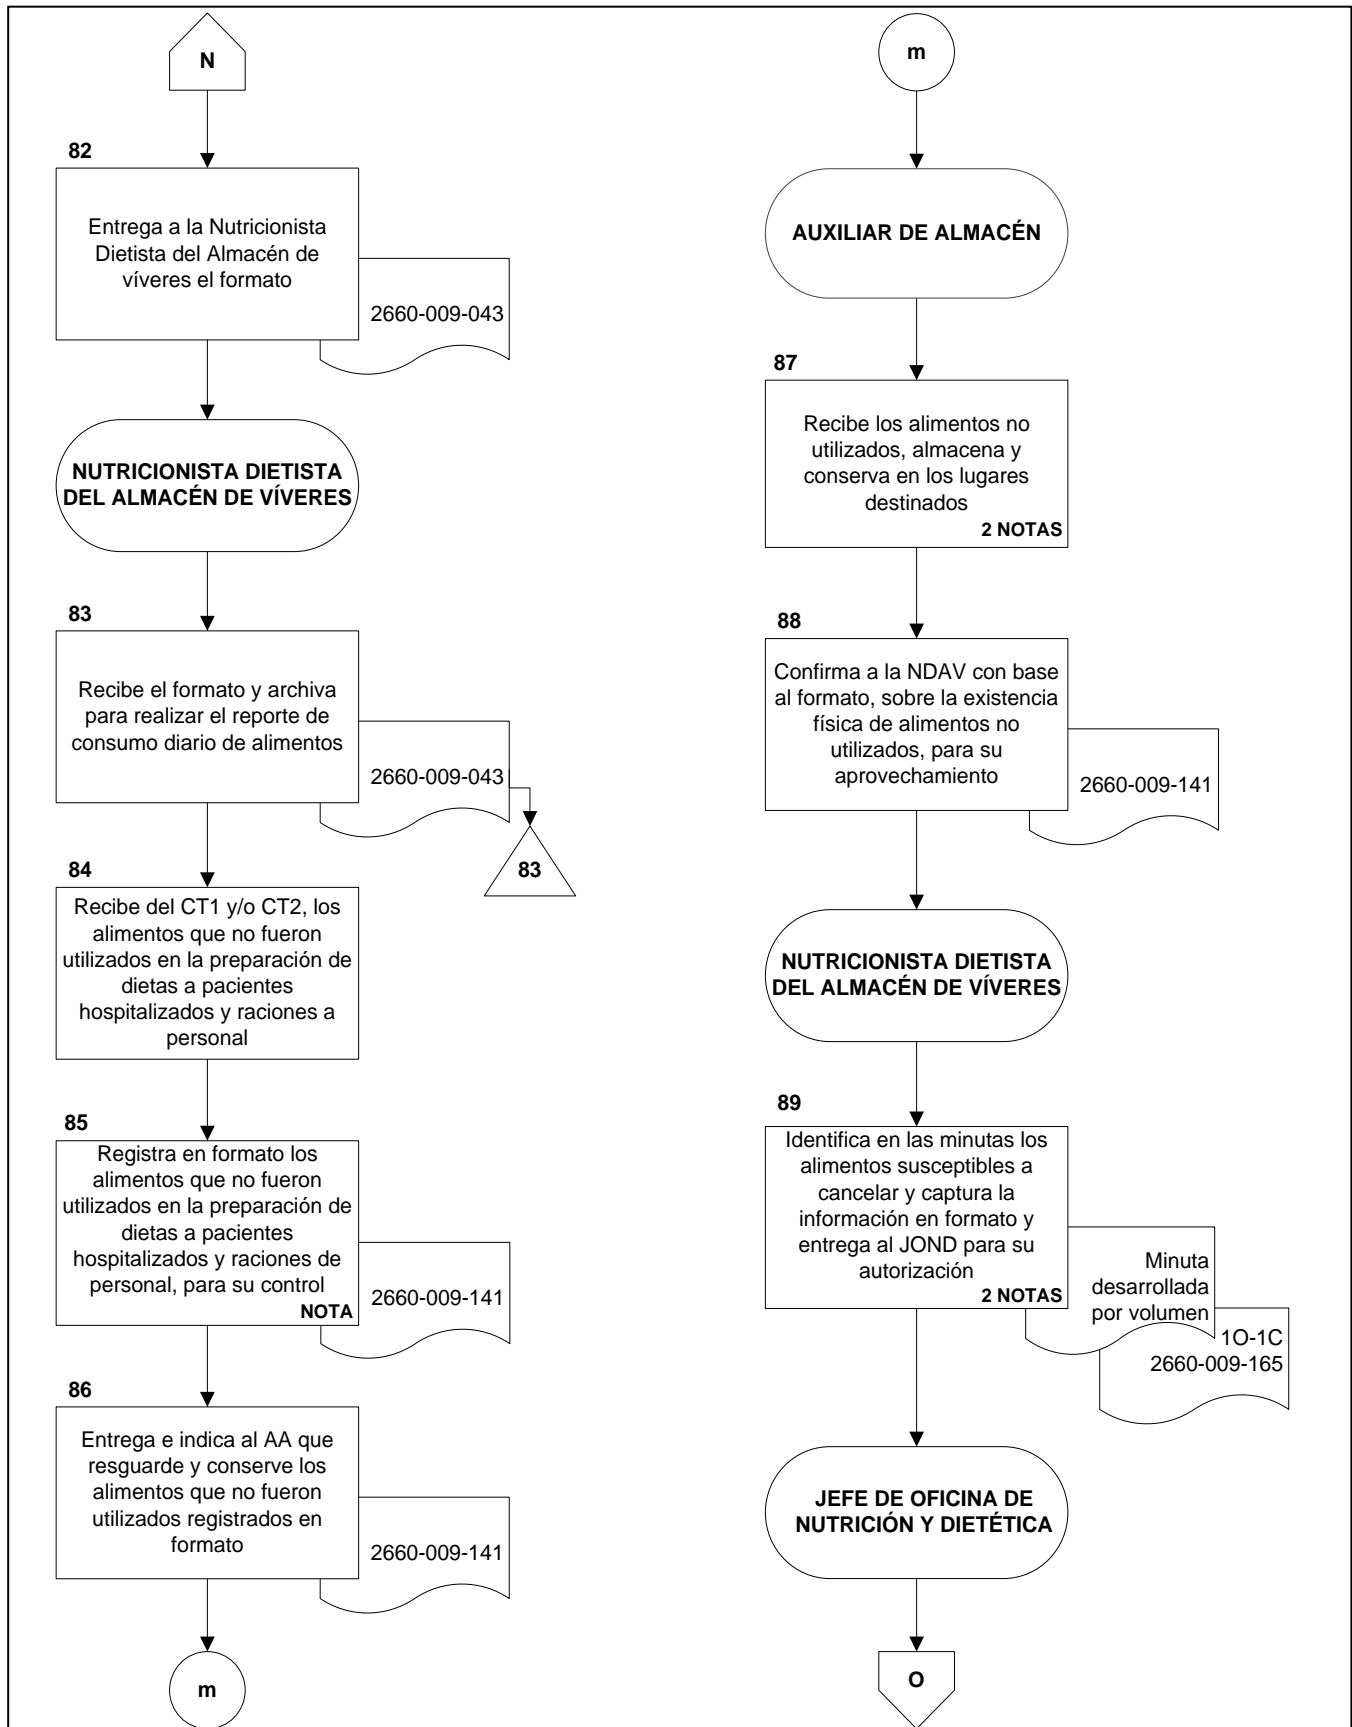 N
82
Entrega a la Nutricionista
Dietista del Almacén de
víveres el formato
2660-009-043
NUTRICIONISTA DIETISTA
DEL ALMACÉN DE VÍVERES
83
Recibe el formato y archiva
para realizar el reporte de
consumo diario de alimentos
2660-009-043
83
84
Recibe del CT1 y/o CT2, los
alimentos que no fueron
utilizados en la preparación de
dietas a pacientes
hospitalizados y raciones a
personal
85
Registra en formato los
alimentos que no fueron
utilizados en la preparación de
dietas a pacientes
hospitalizados y raciones de
personal, para su control
NOTA
2660-009-141
86
Entrega e indica al AA que
resguarde y conserve los
alimentos que no fueron
utilizados registrados en
formato
2660-009-141
m
m
AUXILIAR DE ALMACÉN
87
Recibe los alimentos no
utilizados, almacena y
conserva en los lugares
destinados
2 NOTAS
88
Confirma a la NDAV con base
al formato, sobre la existencia
física de alimentos no
utilizados, para su
aprovechamiento
2660-009-141
NUTRICIONISTA DIETISTA
DEL ALMACÉN DE VÍVERES
89
Identifica en las minutas los
alimentos susceptibles a
cancelar y captura la
información en formato y
entrega al JOND para su
autorización
2 NOTAS
Minuta
desarrollada
por volumen
1O-1C
2660-009-165
JEFE DE OFICINA DE
NUTRICIÓN Y DIETÉTICA
O